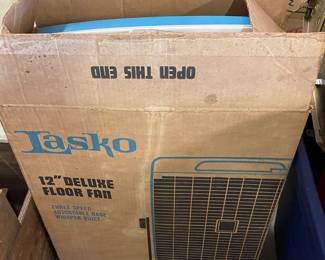 OPEN THIS END
Lasko
12" DELUXE
FLOOR FAN
THREE SPEED
ADJUSTABLE BASE
WHISPER QUIET